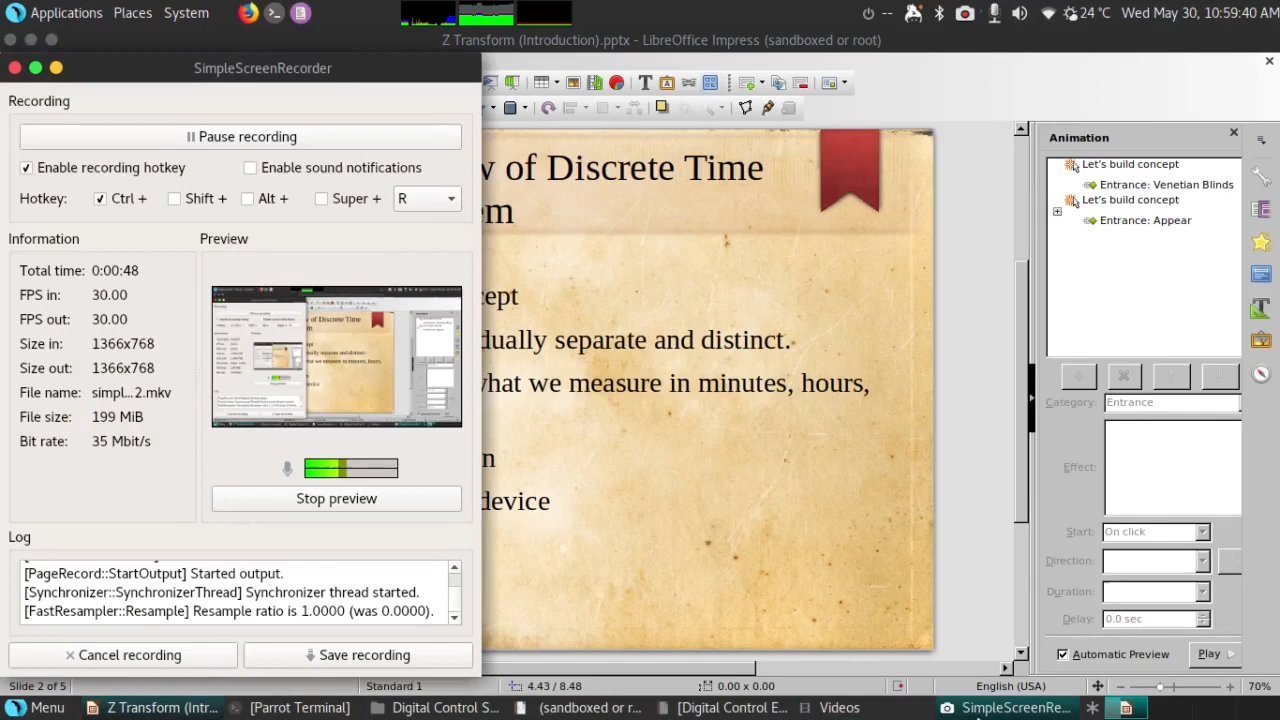 Applications Places System
24 °C Wed May 30, 10:59:40 AM
Z Transform (Introduction).pptx - LibreOffice Impress (sandboxed or root)
SimpleScreenRecorder
Recording
Pause recording
Enable recording hotkey
Enable sound notifications
Hotkey: Ctrl + Shift + Alt + Super + R
Information
Total time: 0:00:48
FPS in: 30.00
FPS out: 30.00
Size in: 1366x768
Size out: 1366x768
File name: simpl...2.mkv
File size: 199 MiB
Bit rate: 35 Mbit/s
Preview
Stop preview
Log
[PageRecord::StartOutput] Started output.
[Synchronizer::SynchronizerThread] Synchronizer thread started.
[FastResampler::Resample] Resample ratio is 1.0000 (was 0.0000).
Cancel recording
Save recording
w of Discrete Time
em
cept
dually separate and distinct.
what we measure in minutes, hours,
n
device
Animation
Let's build concept
Entrance: Venetian Blinds
Let's build concept
Entrance: Appear
Category: Entrance
Effect:
Start: On click
Direction:
Duration:
Delay: 0.0 sec
Automatic Preview Play
Slide 2 of 5 Standard 1 4.43 / 8.48 0.00 x 0.00 English (USA) 70%
Menu Z Transform (Intr... [Parrot Terminal] Digital Control S... (sandboxed or r... [Digital Control E... Videos SimpleScreenRe...